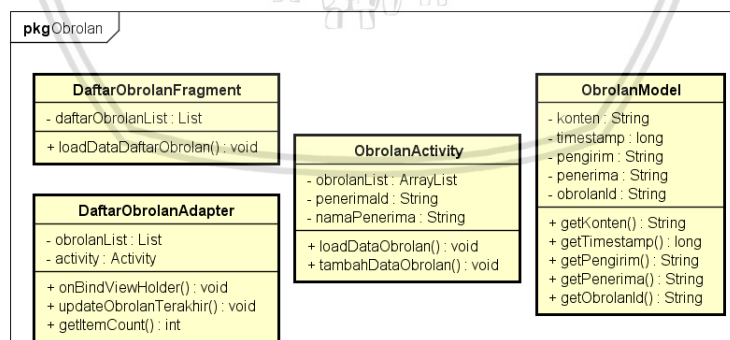 pkgObrolan
DaftarObrolanFragment
- daftarObrolanList : List
+ loadDataDaftarObrolan() : void
DaftarObrolanAdapter
- obrolanList : List
- activity : Activity
+ onBindViewHolder() : void
+ updateObrolanTerakhir() : void
+ getItemCount() : int
ObrolanActivity
- obrolanList : ArrayList
- penerimaId : String
- namaPenerima : String
+ loadDataObrolan() : void
+ tambahDataObrolan() : void
ObrolanModel
- konten : String
- timestamp : long
- pengirim : String
- penerima : String
- obrolanId : String
+ getKonten() : String
+ getTimestamp() : long
+ getPengirim() : String
+ getPenerima() : String
+ getObrolanId() : String